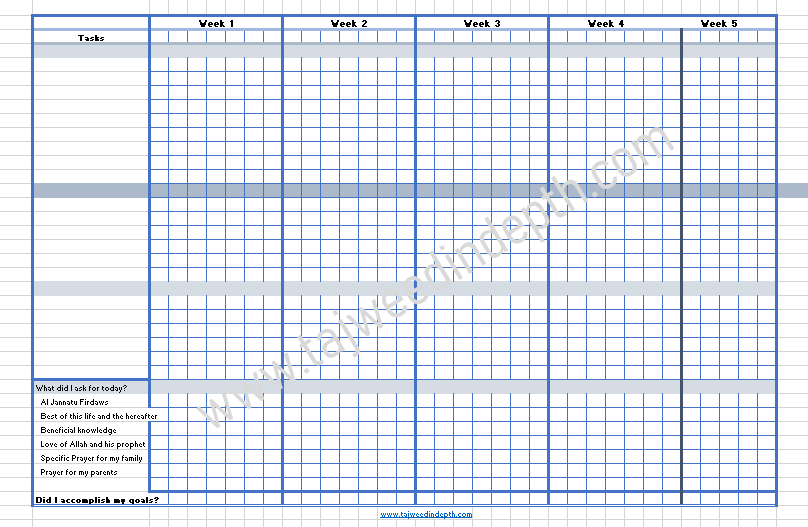 Week 1 Week 2 Week 3 Week 4 Week 5
Tasks
www.tajweedindepth.com
What did I ask for today?
Al Jannatu Firdaws
Best of this life and the hereafter
Beneficial knowledge
Love of Allah and his prophet
Specific Prayer for my family
Prayer for my parents
Did I accomplish my goals?
www.tajweedindepth.com